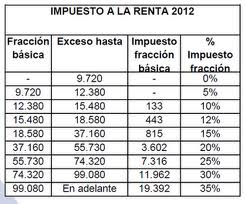 IMPUESTO A LA RENTA 2012
Fracción básica Exceso hasta Impuesto fracción básica % Impuesto fracción
- 9.720 - 0%
9.720 12.380 - 5%
12.380 15.480 133 10%
15.480 18.580 443 12%
18.580 37.160 815 15%
37.160 55.730 3.602 20%
55.730 74.320 7.316 25%
74.320 99.080 11.962 30%
99.080 En adelante 19.392 35%